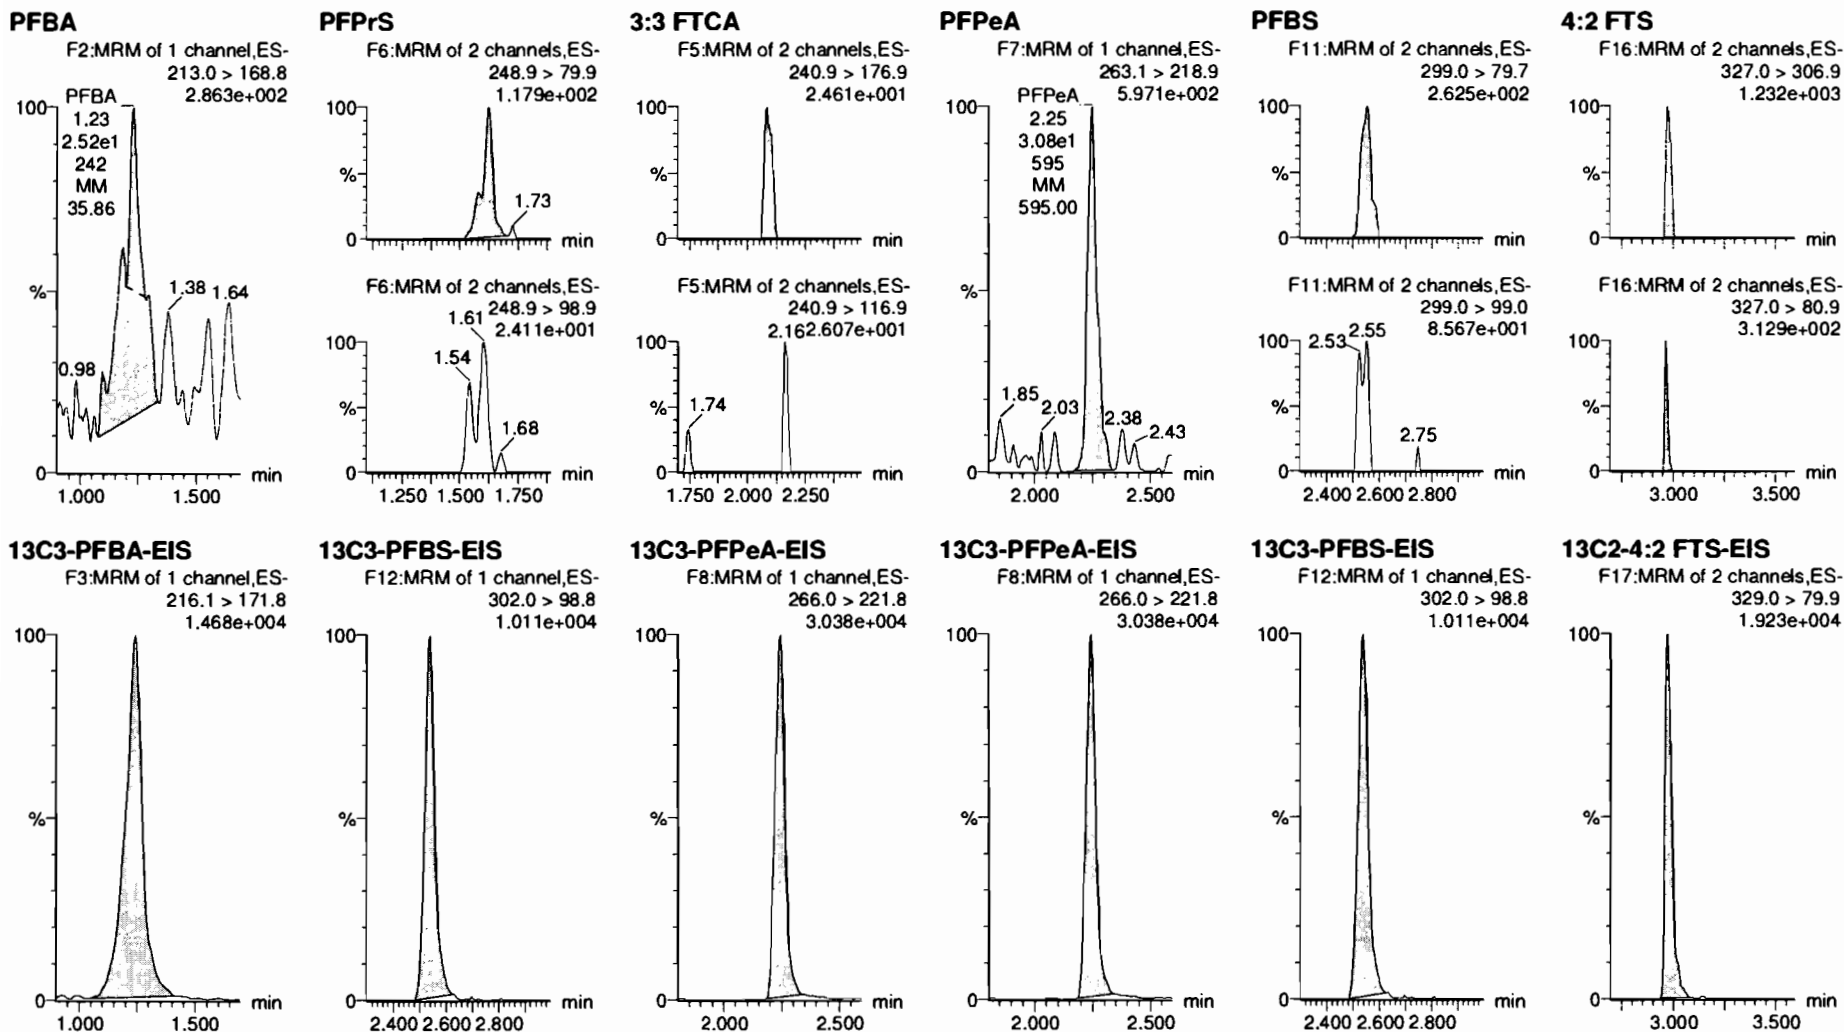 PFBA
F2:MRM of 1 channel,ES-
213.0 > 168.8
2.863e+002
PFBA
1.23
2.52e1
242
MM
35.86
100
%
0
0.98
1.38
1.64
min
1.000
1.500
PFPrS
F6:MRM of 2 channels,ES-
248.9 > 79.9
1.179e+002
100
%
0
1.73
min
F6:MRM of 2 channels,ES-
248.9 > 98.9
2.411e+001
100
%
0
1.61
1.54
1.68
min
1.250
1.500
1.750
3:3 FTCA
F5:MRM of 2 channels,ES-
240.9 > 176.9
2.461e+001
100
%
0
min
F5:MRM of 2 channels,ES-
240.9 > 116.9
2.162.607e+001
100
%
0
1.74
min
1.750
2.000
2.250
PFPeA
F7:MRM of 1 channel,ES-
263.1 > 218.9
5.971e+002
PFPeA
2.25
3.08e1
595
MM
595.00
100
%
0
1.85
2.03
2.38
2.43
min
2.000
2.500
PFBS
F11:MRM of 2 channels,ES-
299.0 > 79.7
2.625e+002
100
%
0
min
F11:MRM of 2 channels,ES-
299.0 > 99.0
8.567e+001
100
%
0
2.53
2.55
2.75
min
2.400
2.600
2.800
4:2 FTS
F16:MRM of 2 channels,ES-
327.0 > 306.9
1.232e+003
100
%
0
min
F16:MRM of 2 channels,ES-
327.0 > 80.9
3.129e+002
100
%
0
min
3.000
3.500
13C3-PFBA-EIS
F3:MRM of 1 channel,ES-
216.1 > 171.8
1.468e+004
100
%
0
min
1.000
1.500
13C3-PFBS-EIS
F12:MRM of 1 channel,ES-
302.0 > 98.8
1.011e+004
100
%
0
min
2.400
2.600
2.800
13C3-PFPeA-EIS
F8:MRM of 1 channel,ES-
266.0 > 221.8
3.038e+004
100
%
0
min
2.000
2.500
13C3-PFPeA-EIS
F8:MRM of 1 channel,ES-
266.0 > 221.8
3.038e+004
100
%
0
min
2.000
2.500
13C3-PFBS-EIS
F12:MRM of 1 channel,ES-
302.0 > 98.8
1.011e+004
100
%
0
min
2.400
2.600
2.800
13C2-4:2 FTS-EIS
F17:MRM of 2 channels,ES-
329.0 > 79.9
1.923e+004
100
%
0
min
3.000
3.500